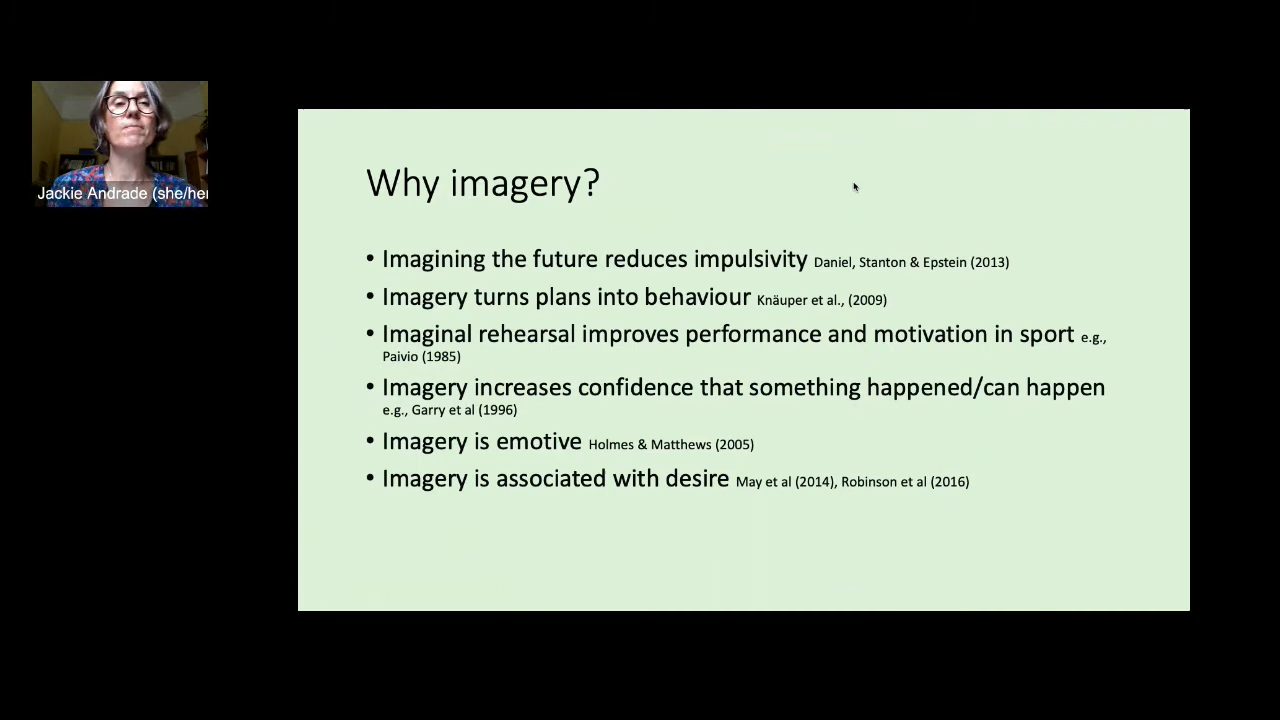 Jackie Andrade (she/her
Why imagery?
• Imagining the future reduces impulsivity Daniel, Stanton & Epstein (2013)
• Imagery turns plans into behaviour Knäuper et al., (2009)
• Imaginal rehearsal improves performance and motivation in sport e.g.,
Paivio (1985)
• Imagery increases confidence that something happened/can happen
e.g., Garry et al (1996)
• Imagery is emotive Holmes & Matthews (2005)
• Imagery is associated with desire May et al (2014), Robinson et al (2016)